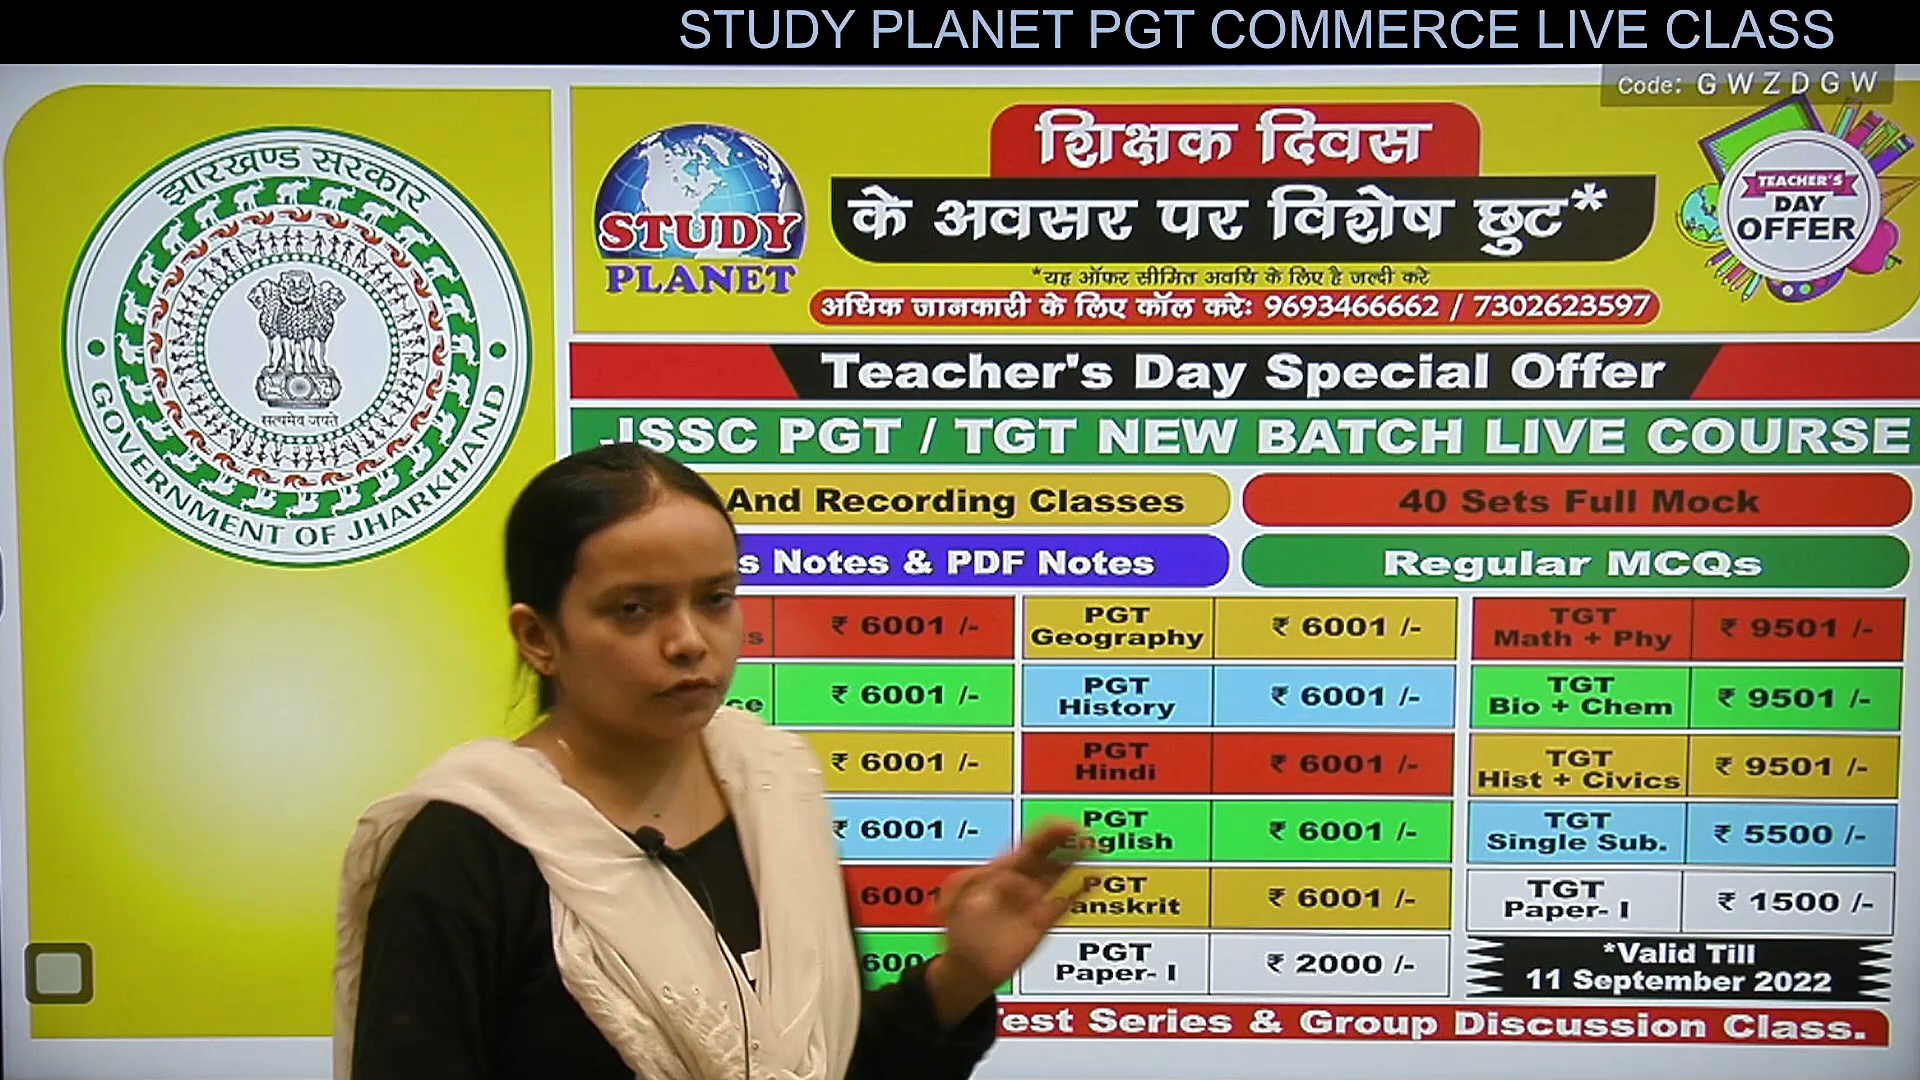 STUDY PLANET PGT COMMERCE LIVE CLASS
Code: G W Z D G W
झारखण्ड सरकार
सत्यमेव जयते
GOVERNMENT OF JHARKHAND
STUDY
PLANET
शिक्षक दिवस
के अवसर पर विशेष छुट*
*यह ऑफर सीमित अवधि के लिए है जल्दी करे
अधिक जानकारी के लिए कॉल करे: 9693466662 / 7302623597
TEACHER'S
DAY
OFFER
Teacher's Day Special Offer
JSSC PGT / TGT NEW BATCH LIVE COURSE
And Recording Classes
40 Sets Full Mock
Notes & PDF Notes
Regular MCQs
₹ 6001 /-
PGT
Geography
₹ 6001 /-
TGT
Math + Phy
₹ 9501 /-
₹ 6001 /-
PGT
History
₹ 6001 /-
TGT
Bio + Chem
₹ 9501 /-
₹ 6001 /-
PGT
Hindi
₹ 6001 /-
TGT
Hist + Civics
₹ 9501 /-
₹ 6001 /-
PGT
English
₹ 6001 /-
TGT
Single Sub.
₹ 5500 /-
6001
PGT
₹ 6001 /-
TGT
Paper- I
₹ 1500 /-
PGT
Paper- I
₹ 2000 /-
*Valid Till
11 September 2022
Series & Group Discussion Class.